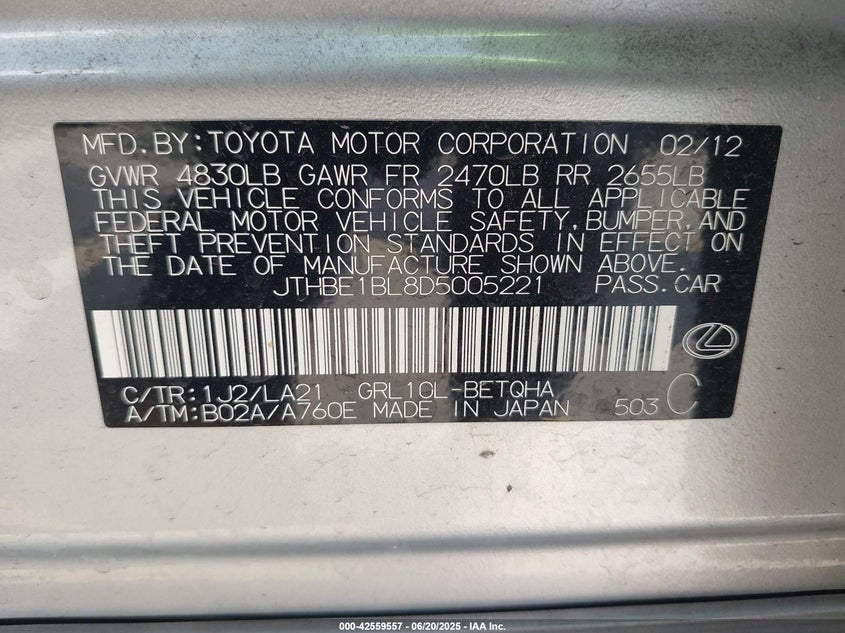 MFD.BY:TOYOTA MOTOR CORPORATION 02/12
GVWR 4830LB GAWR FR 2470LB RR 2655LB
THIS VEHICLE CONFORMS TO ALL APPLICABLE
FEDERAL MOTOR VEHICLE SAFETY,BUMPER,AND
THEFT PREVENTION STANDARDS IN EFFECT ON
THE DATE OF MANUFACTURE SHOWN ABOVE.
JTHBE1BL8D5005221 PASS.CAR
C/TR:1J2/LA21 GRL10L-BETQHA
A/TM:B02A/A760E MADE IN JAPAN 503 C
000-42559557 - 06/20/2025 - IAA Inc.